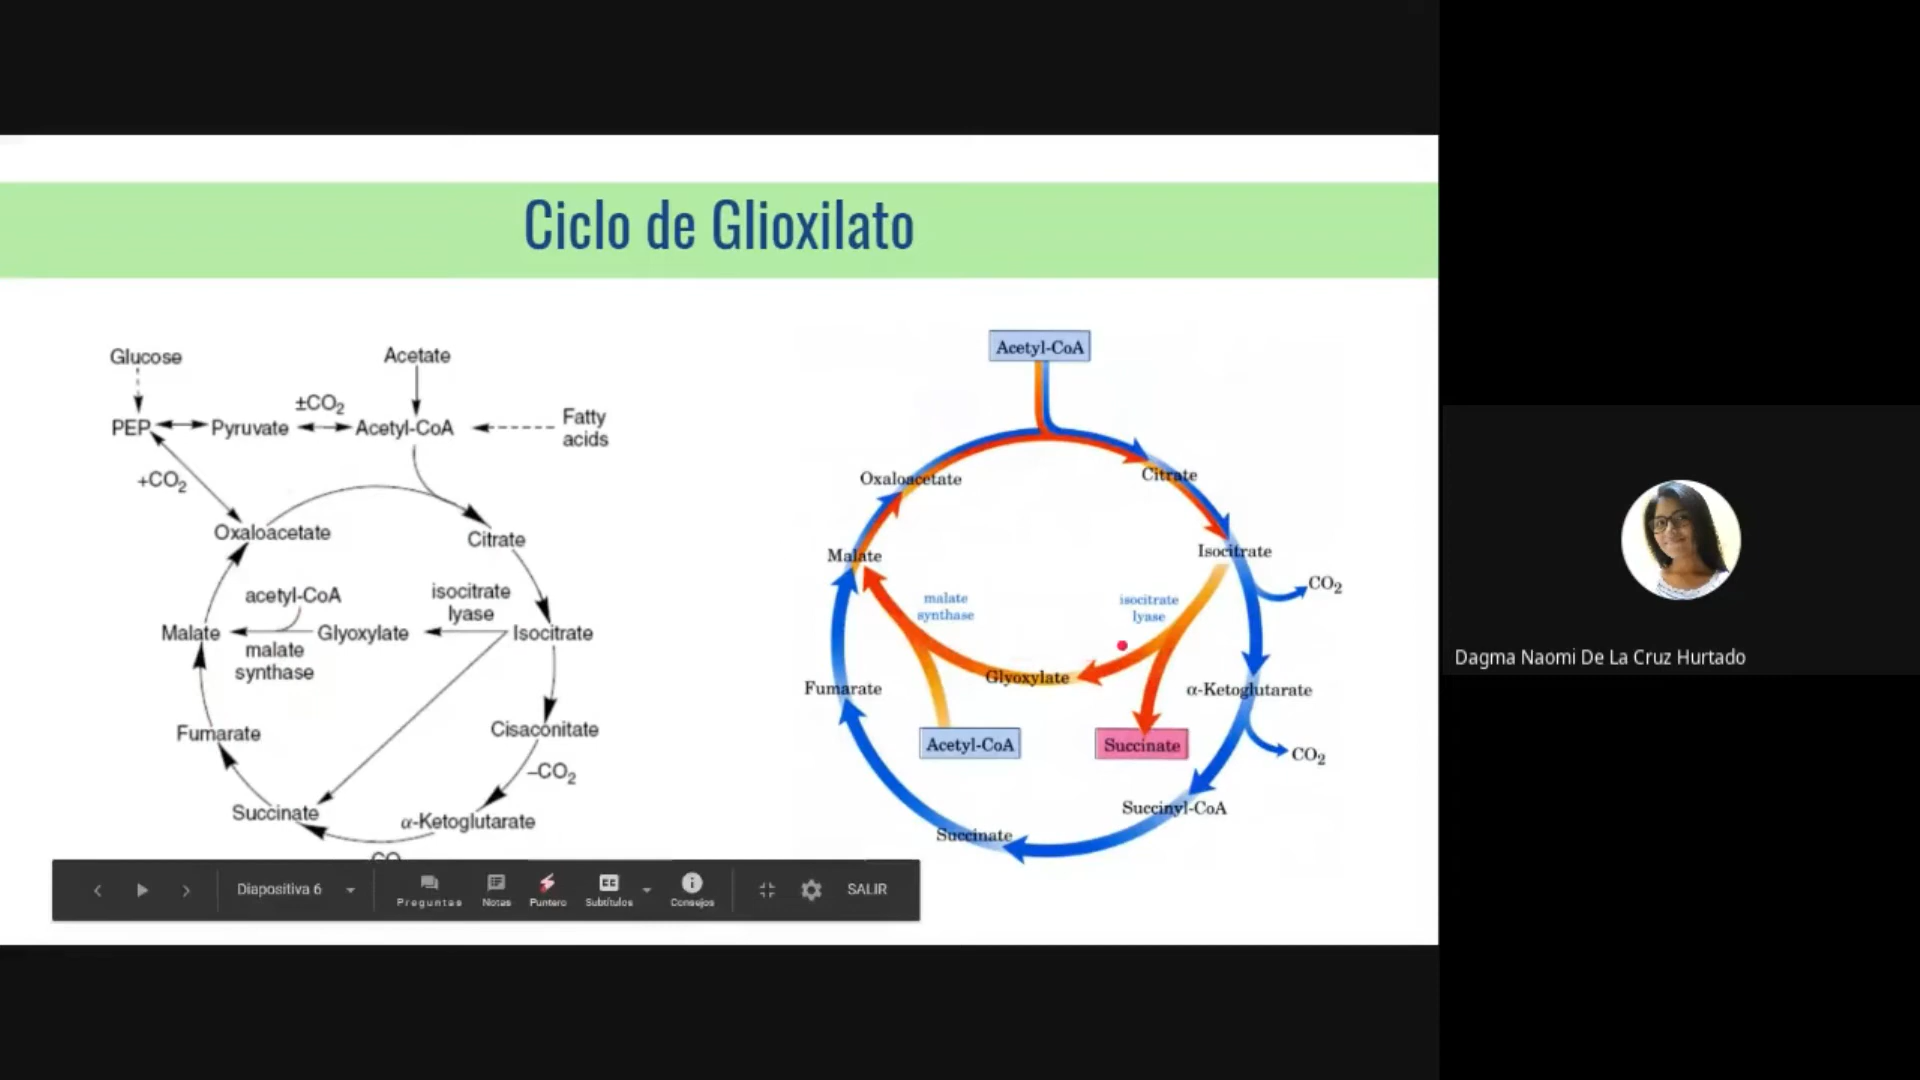 Ciclo de Glioxilato
Glucose
Acetate
±CO₂
PEP
Pyruvate
Acetyl-CoA
Fatty
acids
+CO₂
Oxaloacetate
Citrate
acetyl-CoA
isocitrate
lyase
Malate
Glyoxylate
Isocitrate
malate
synthase
Fumarate
Cisaconitate
–CO₂
Succinate
α-Ketoglutarate
CO
Acetyl-CoA
Oxaloacetate
Citrate
Malate
Isocitrate
CO₂
malate
synthase
isocitrate
lyase
Glyoxylate
Fumarate
α-Ketoglutarate
Acetyl-CoA
Succinate
CO₂
Succinyl-CoA
Succinate
Diapositiva 6
Preguntas
Notas
Puntero
CC
Subtítulos
Consejos
SALIR
Dagma Naomi De La Cruz Hurtado